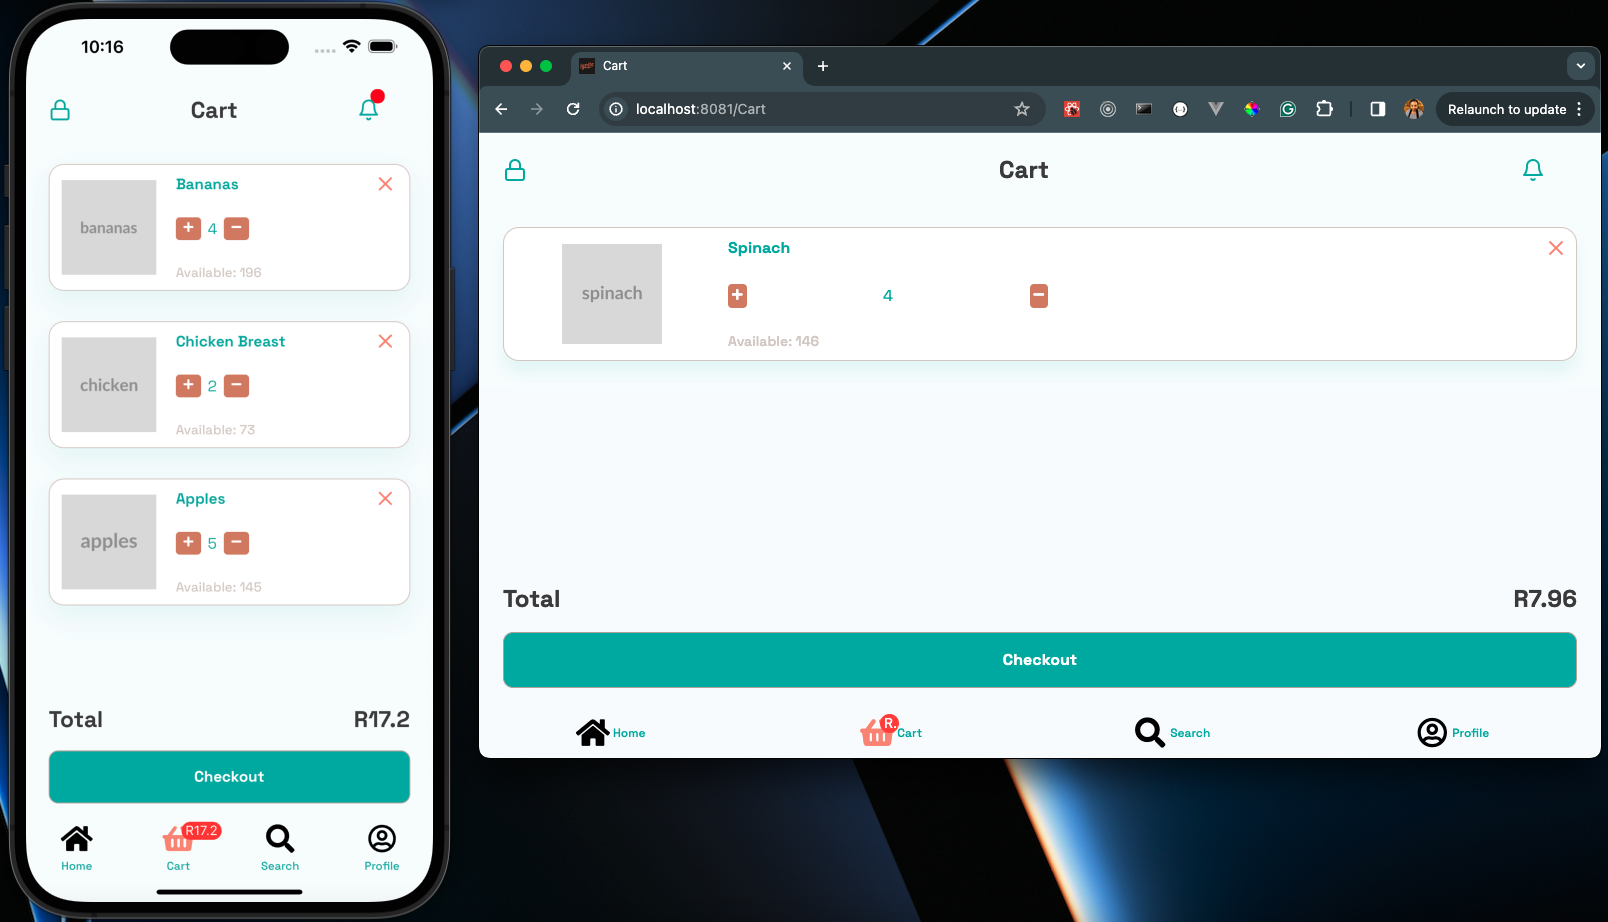 10:16
Cart
bananas
Bananas
+ 4 −
Available: 196
chicken
Chicken Breast
+ 2 −
Available: 73
apples
Apples
+ 5 −
Available: 145
Total R17.2
Checkout
R17.2
Home Cart Search Profile
Cart
localhost:8081/Cart
Relaunch to update
Cart
spinach
Spinach
+ 4 −
Available: 146
Total R7.96
Checkout
Home R. Cart Search Profile